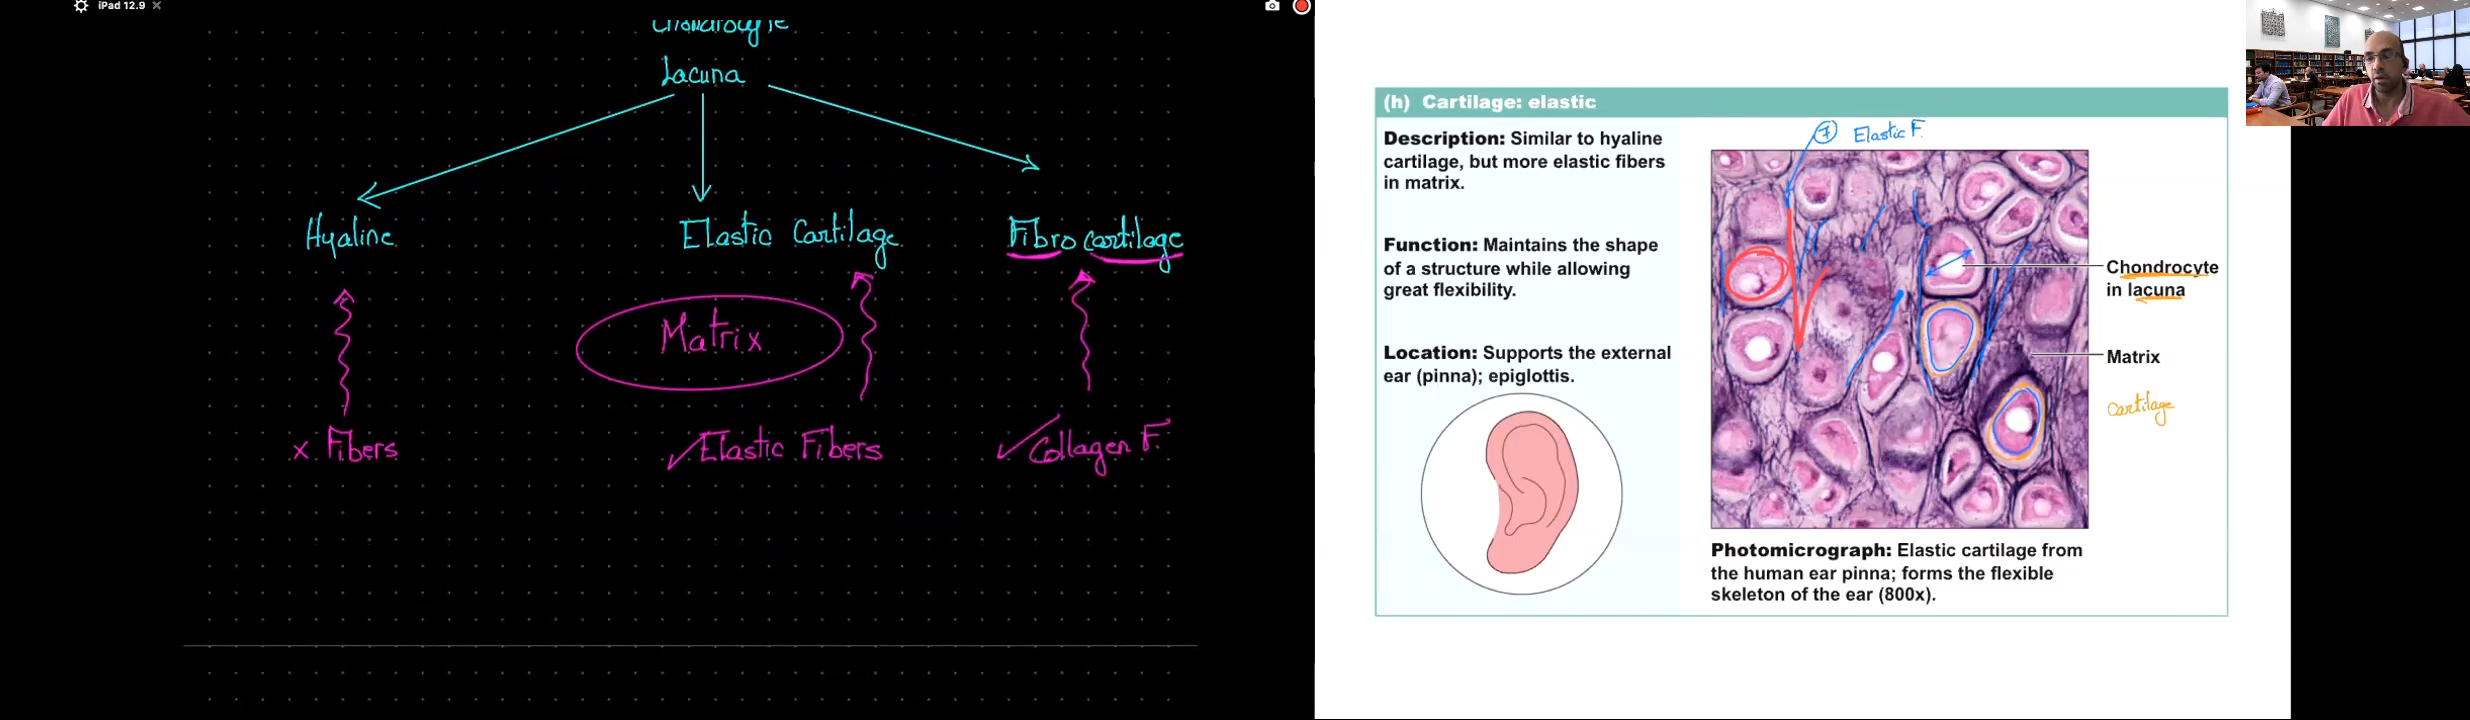 iPad 12.9
Chondrocyte
Lacuna
Hyaline
Elastic Cartilage
Fibrocartilage
Matrix
x Fibers
✓Elastic Fibers
✓Collagen F.
(h) Cartilage: elastic
Description: Similar to hyaline
cartilage, but more elastic fibers
in matrix.
Function: Maintains the shape
of a structure while allowing
great flexibility.
Location: Supports the external
ear (pinna); epiglottis.
Elastic F.
Chondrocyte
in lacuna
Matrix
cartilage
Photomicrograph: Elastic cartilage from
the human ear pinna; forms the flexible
skeleton of the ear (800x).